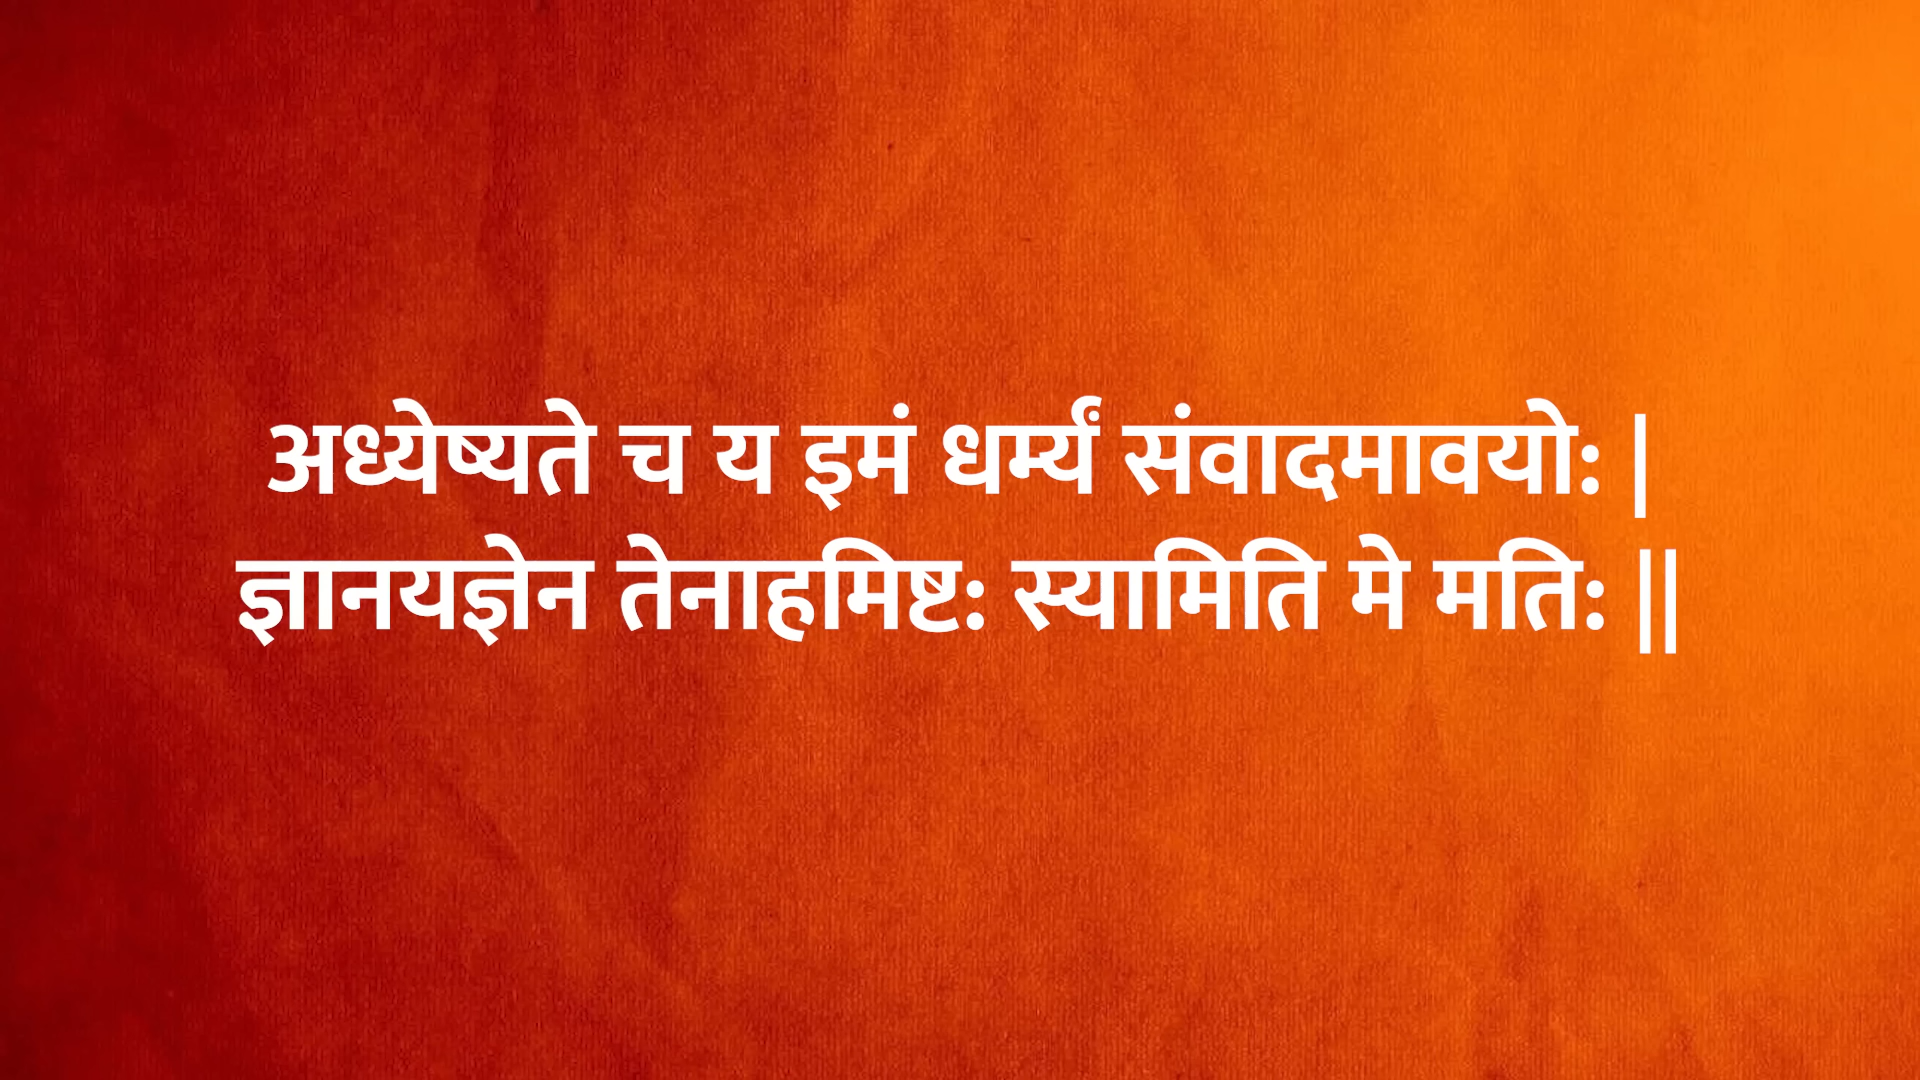 अध्येष्यते च य इमं धर्म्यं संवादमावयो: |
ज्ञानयज्ञेन तेनाहमिष्ट: स्यामिति मे मति: ||